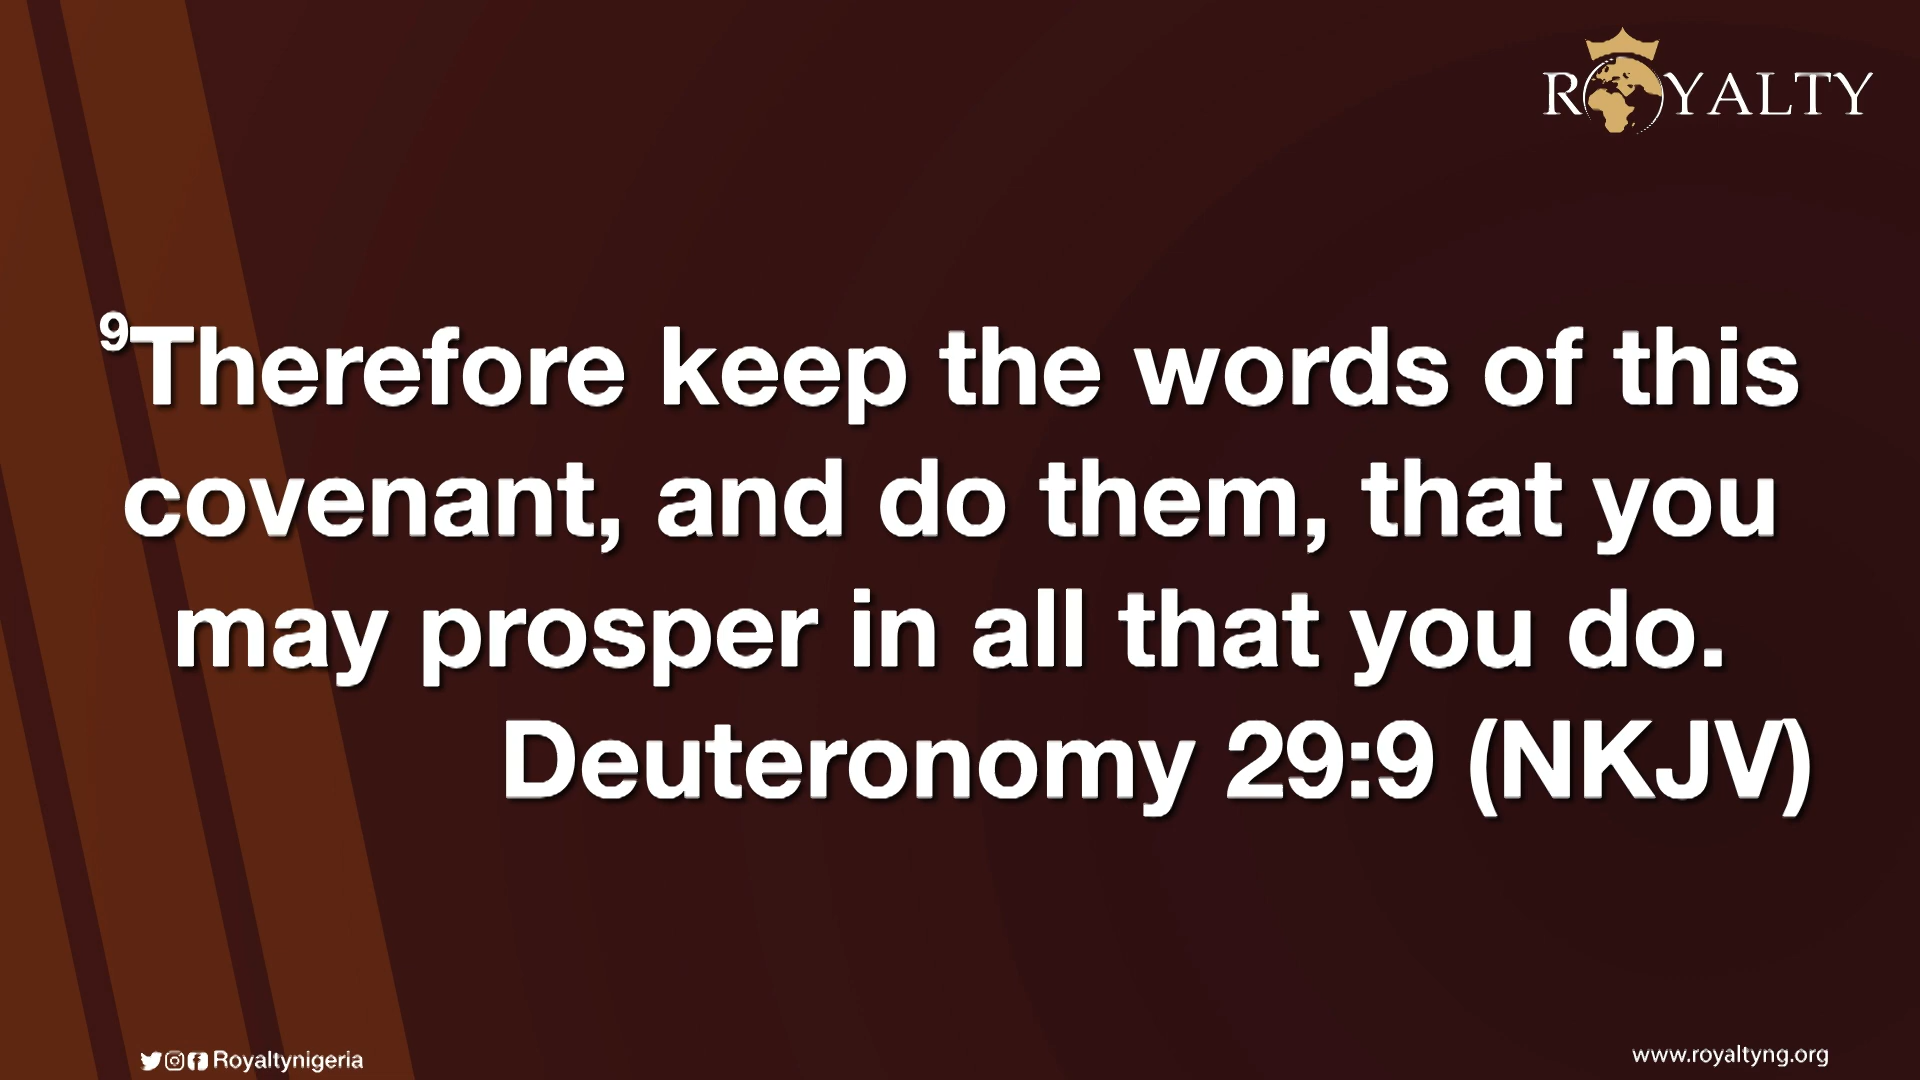 ROYALTY
9Therefore keep the words of this
covenant, and do them, that you
may prosper in all that you do.
Deuteronomy 29:9 (NKJV)
Royaltynigeria
www.royaltyng.org